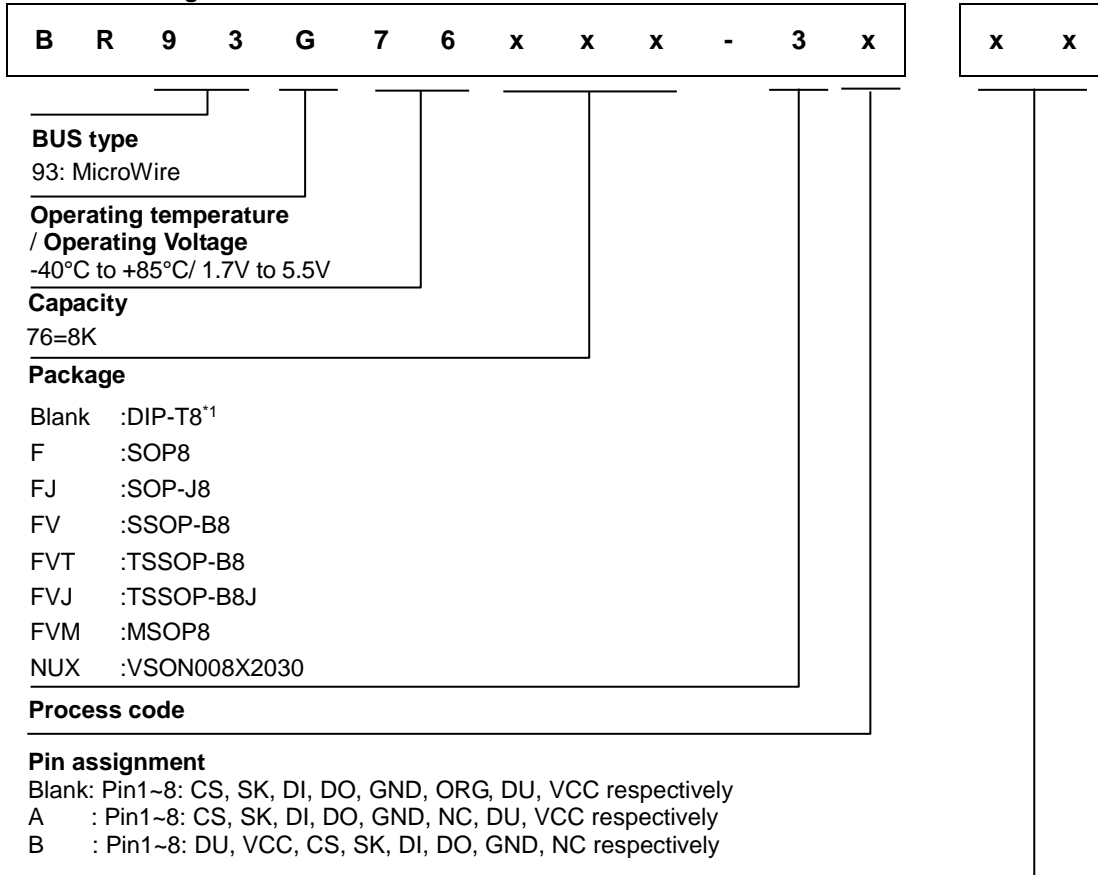 B R 9 3 G 7 6 x x x - 3 x x x
BUS type
93: MicroWire
Operating temperature
/ Operating Voltage
-40°C to +85°C/ 1.7V to 5.5V
Capacity
76=8K
Package
Blank :DIP-T8*1
F :SOP8
FJ :SOP-J8
FV :SSOP-B8
FVT :TSSOP-B8
FVJ :TSSOP-B8J
FVM :MSOP8
NUX :VSON008X2030
Process code
Pin assignment
Blank: Pin1~8: CS, SK, DI, DO, GND, ORG, DU, VCC respectively
A : Pin1~8: CS, SK, DI, DO, GND, NC, DU, VCC respectively
B : Pin1~8: DU, VCC, CS, SK, DI, DO, GND, NC respectively